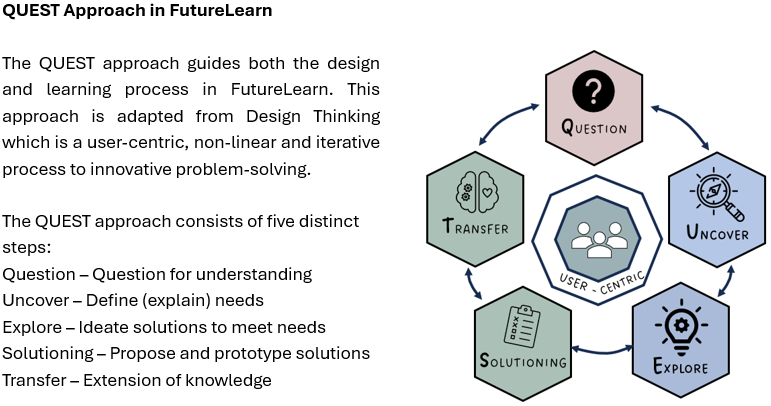 QUEST Approach in FutureLearn
The QUEST approach guides both the design
and learning process in FutureLearn. This
approach is adapted from Design Thinking
which is a user-centric, non-linear and iterative
process to innovative problem-solving.
The QUEST approach consists of five distinct
steps:
Question – Question for understanding
Uncover – Define (explain) needs
Explore – Ideate solutions to meet needs
Solutioning – Propose and prototype solutions
Transfer – Extension of knowledge
?
QUESTION
TRANSFER
UNCOVER
USER - CENTRIC
SOLUTIONING
EXPLORE